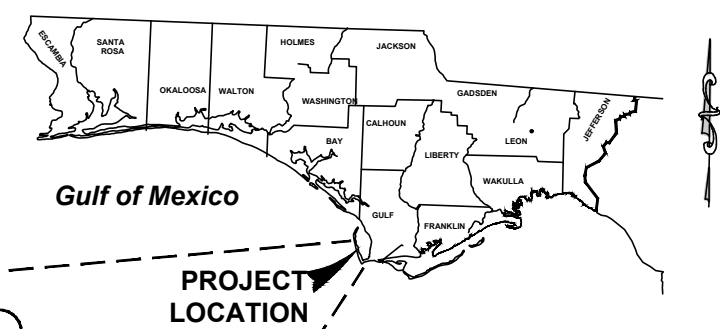 ESCAMBIA
SANTA
ROSA
OKALOOSA
WALTON
HOLMES
WASHINGTON
JACKSON
BAY
CALHOUN
GADSDEN
LIBERTY
LEON
JEFFERSON
WAKULLA
GULF
FRANKLIN
Gulf of Mexico
PROJECT
LOCATION